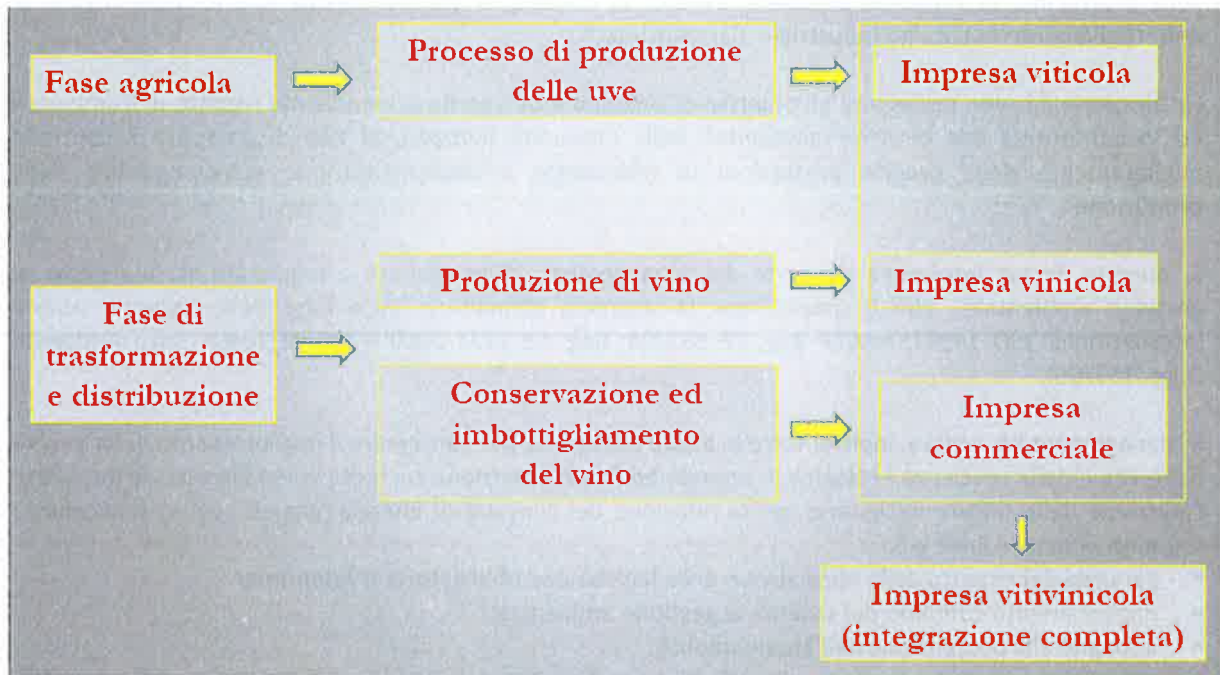 Fase agricola
Processo di produzione
delle uve
Impresa viticola
Fase di
trasformazione
e distribuzione
Produzione di vino
Impresa vinicola
Conservazione ed
imbottigliamento
del vino
Impresa
commerciale
Impresa vitivinicola
(integrazione completa)